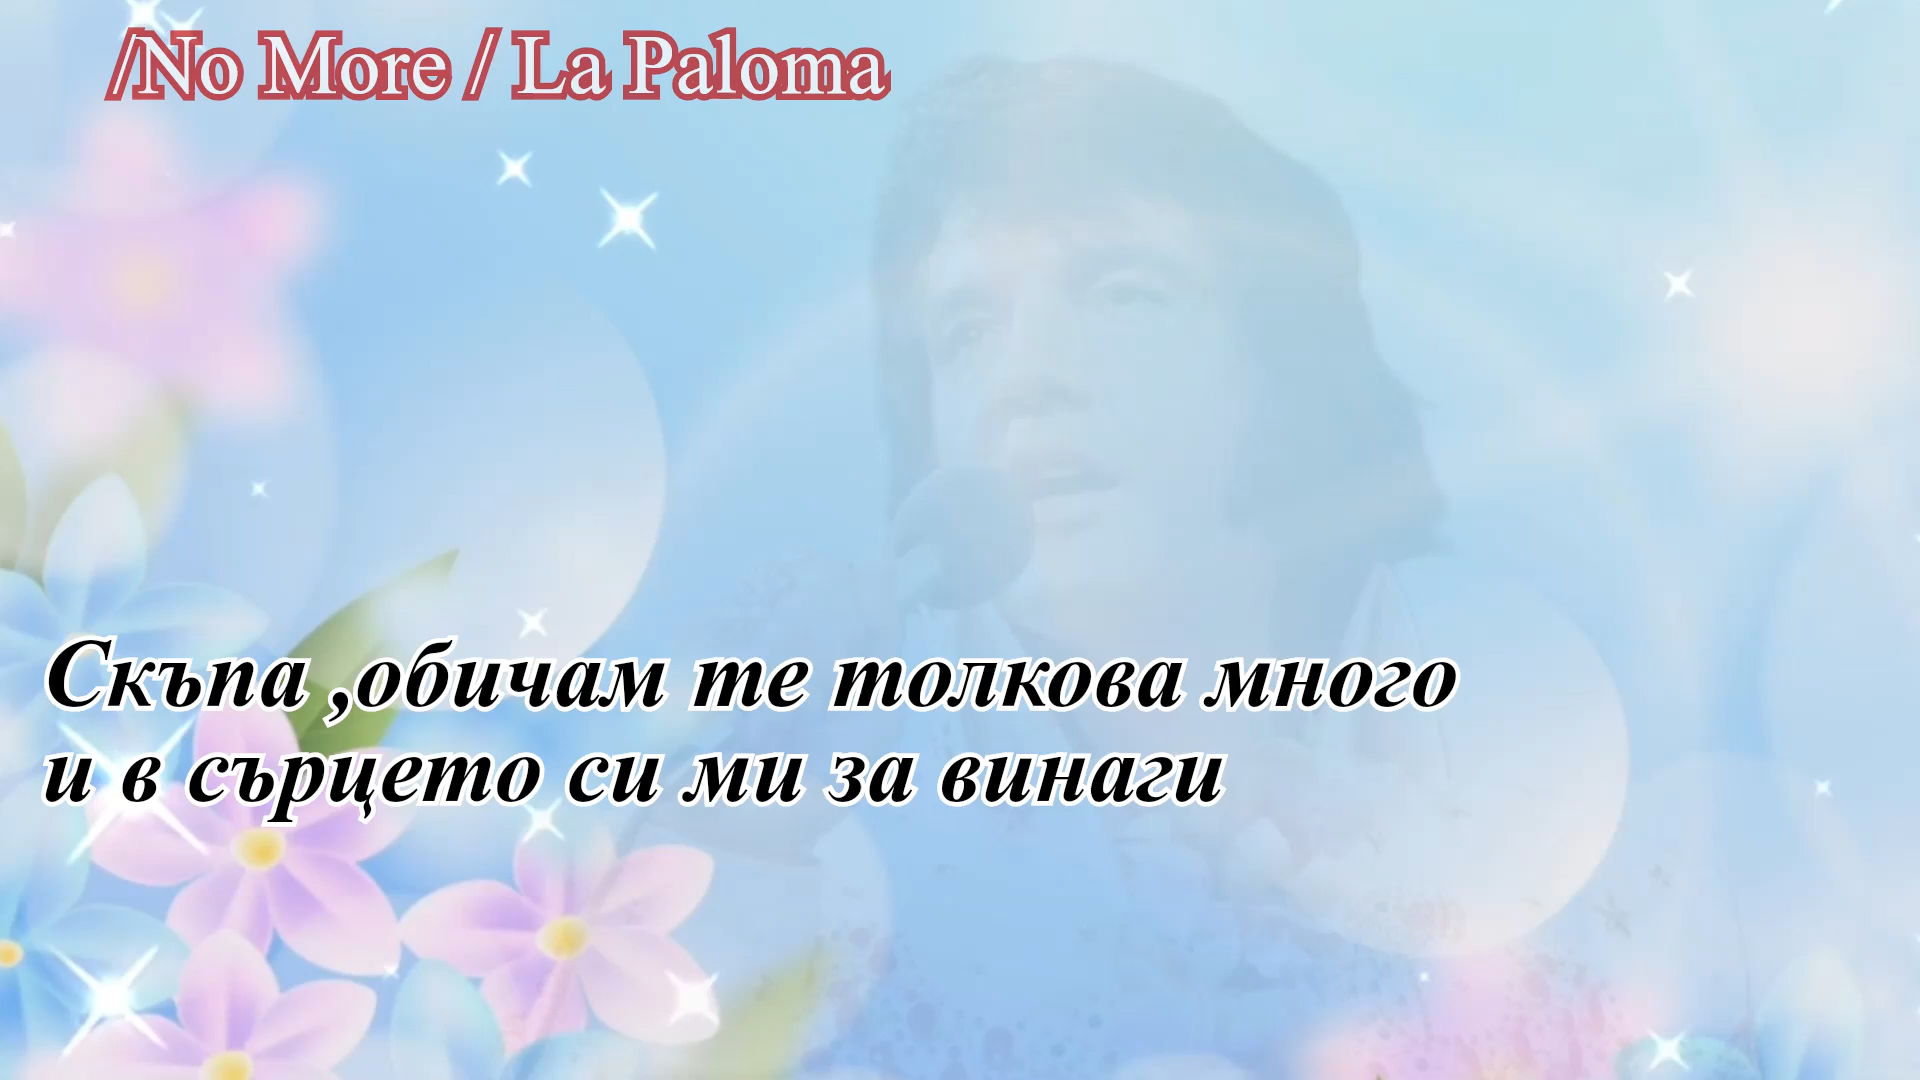 /No More / La Paloma
Скъпа ,обичам те толкова много
и в сърцето си ми за винаги